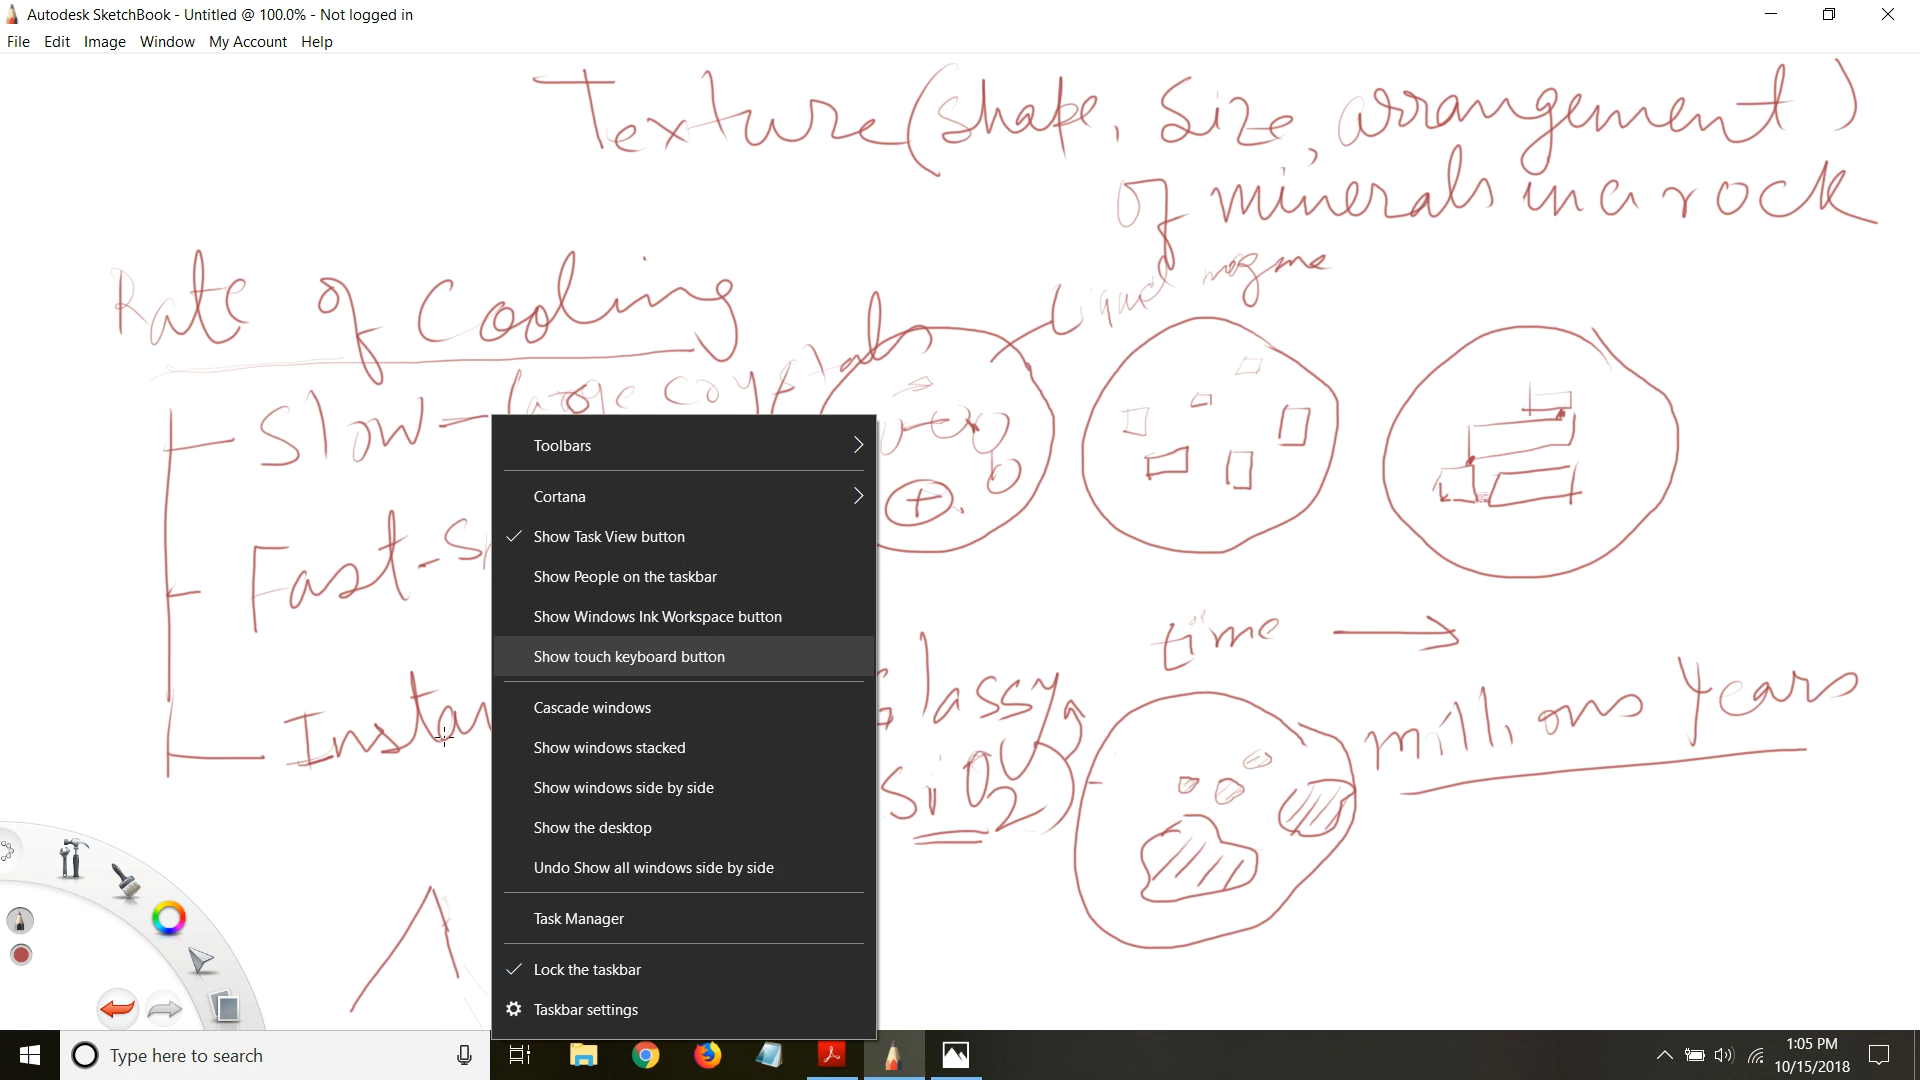 Autodesk SketchBook - Untitled @ 100.0% - Not logged in
File Edit Image Window My Account Help
Texture (shape, size, arrangement)
of minerals in a rock
Rate of Cooling
Liquid magma
Slow - large crystals
Fast -
time →
millions Years
glassy
SiO2)
Toolbars
Cortana
Show Task View button
Show People on the taskbar
Show Windows Ink Workspace button
Show touch keyboard button
Cascade windows
Show windows stacked
Show windows side by side
Show the desktop
Undo Show all windows side by side
Task Manager
Lock the taskbar
Taskbar settings
Type here to search
1:05 PM
10/15/2018